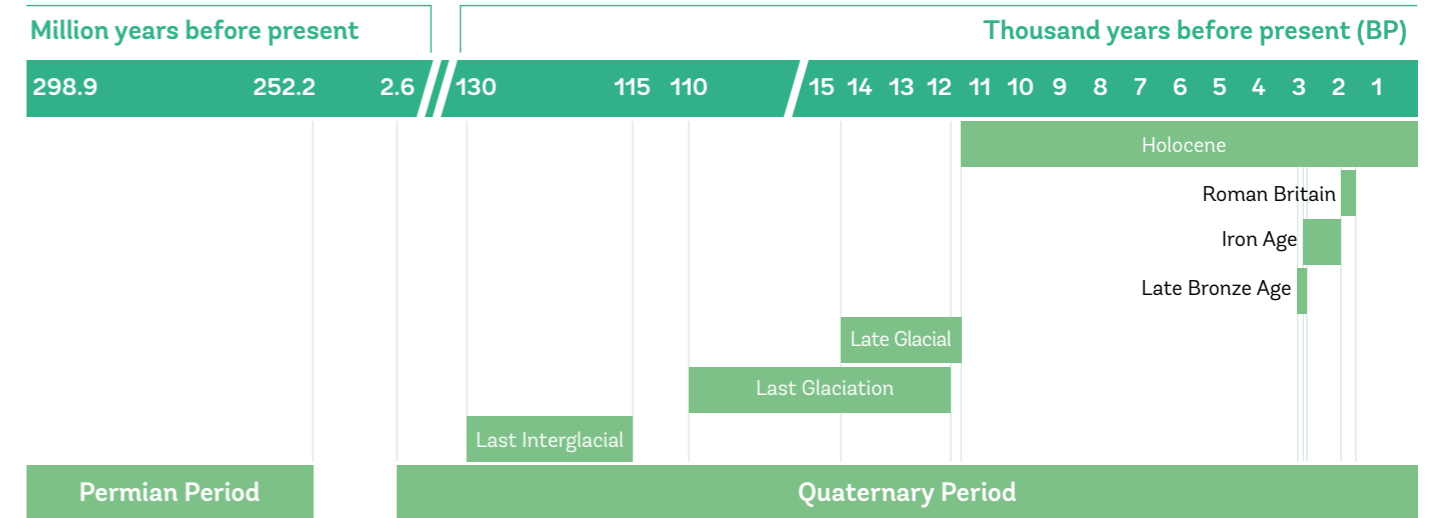 Million years before present
Thousand years before present (BP)
298.9 252.2 2.6 130 115 110 15 14 13 12 11 10 9 8 7 6 5 4 3 2 1
Holocene
Roman Britain
Iron Age
Late Bronze Age
Late Glacial
Last Glaciation
Last Interglacial
Permian Period
Quaternary Period